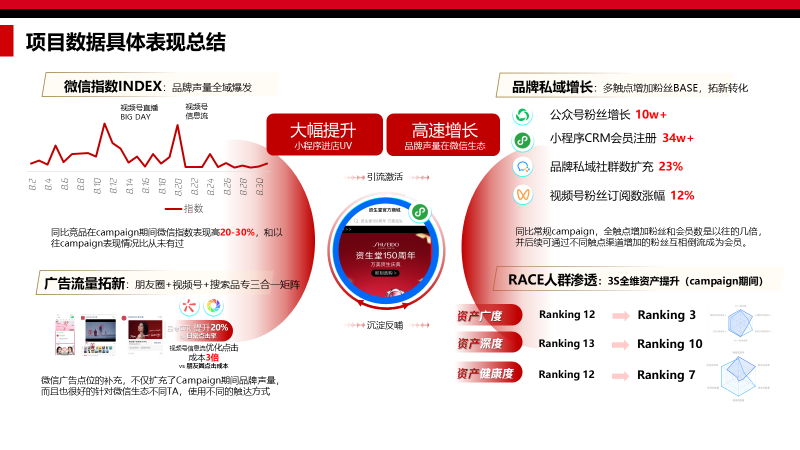 项目数据具体表现总结
微信指数INDEX：品牌声量全域爆发
视频号直播
BIG DAY
视频号
信息流
8.2 8.4 8.6 8.8 8.10 8.12 8.14 8.16 8.18 8.20 8.22 8.24 8.26 8.28 8.30
指数
同比竞品在campaign期间微信指数表现高20-30%，和以
往campaign表现情况比从未有过
广告流量拓新：朋友圈+视频号+搜索品专三合一矩阵
提升20%
视频号信息流优化点击
成本3倍
vs 朋友圈点击成本
微信广告点位的补充，不仅扩充了Campaign期间品牌声量，
而且也很好的针对微信生态不同TA，使用不同的触达方式
大幅提升
小程序进店UV
高速增长
品牌声量在微信生态
引流激活
资生堂官方商城
SHISEIDO
资生堂150周年
万美资生庆典
沉淀反哺
品牌私域增长：多触点增加粉丝BASE，拓新转化
公众号粉丝增长 10w+
小程序CRM会员注册 34w+
品牌私域社群数扩充 23%
视频号粉丝订阅数涨幅 12%
同比常规campaign，全触点增加粉丝和会员数是以往的几倍，
并后续可通过不同触点渠道增加的粉丝互相倒流成为会员。
RACE人群渗透：3S全维资产提升（campaign期间）
资产广度 Ranking 12 Ranking 3
资产深度 Ranking 13 Ranking 10
资产健康度 Ranking 12 Ranking 7